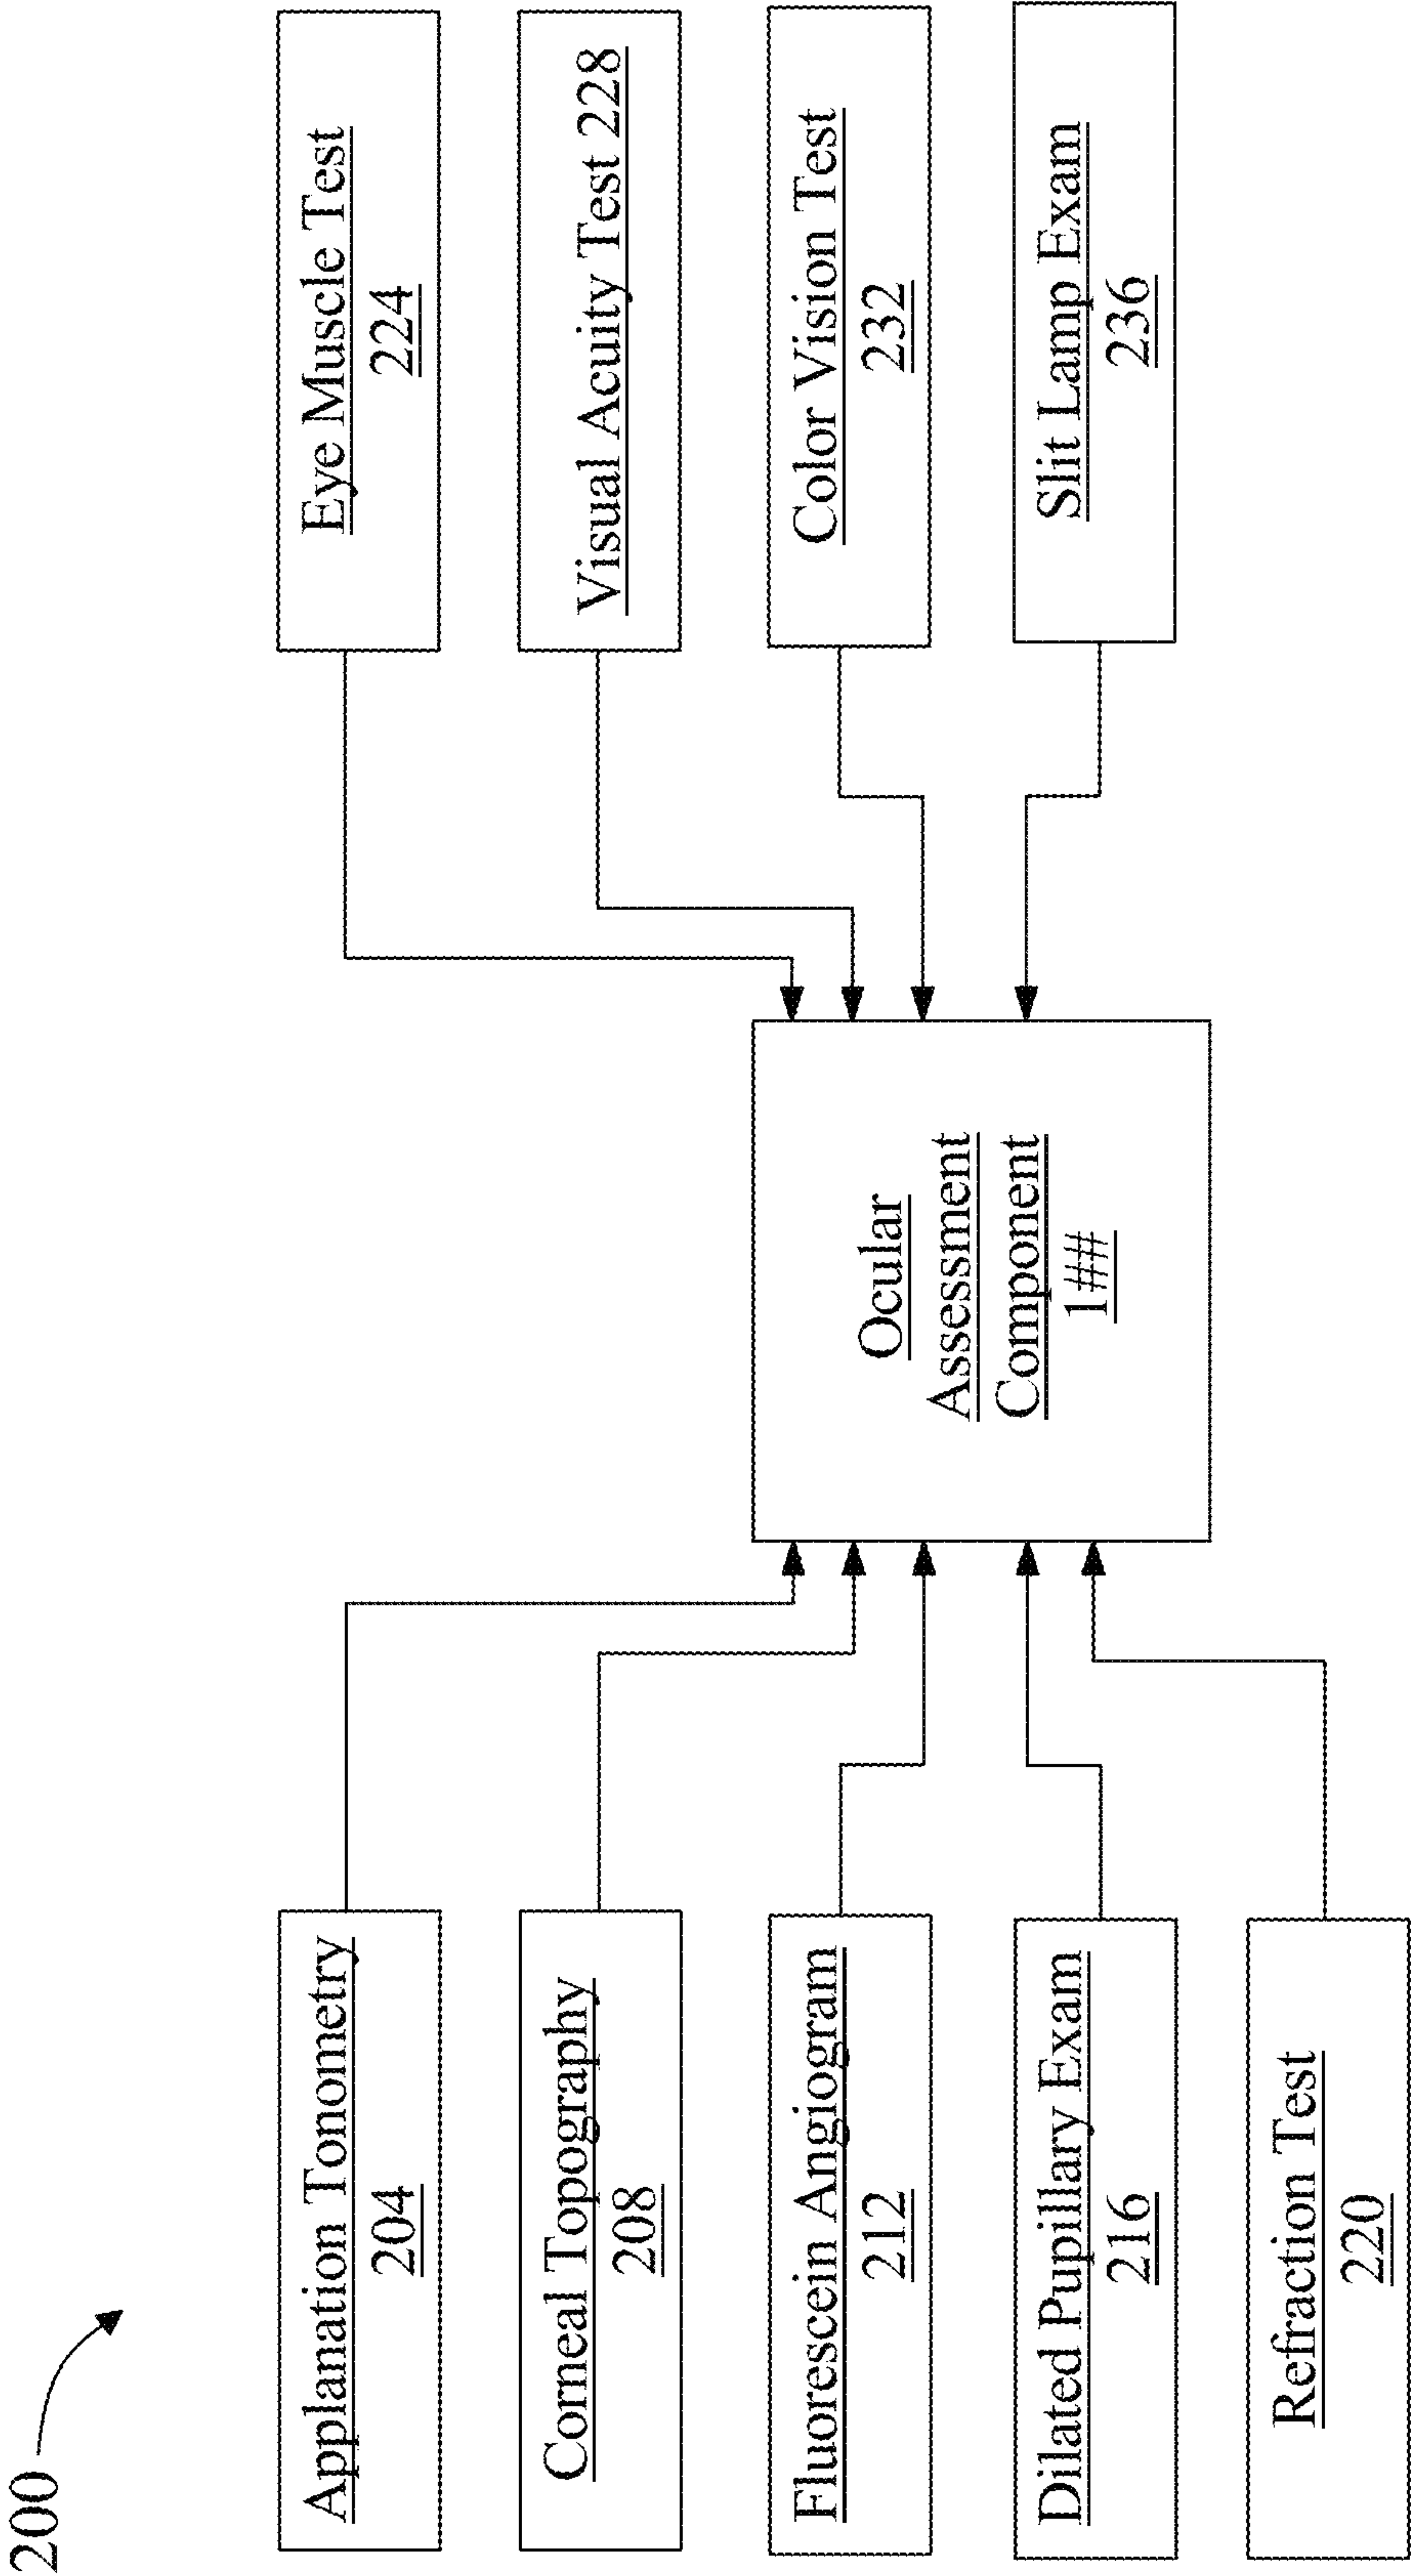 200
Applanation Tonometry
204
Corneal Topography
208
Fluorescein Angiogram
212
Dilated Pupillary Exam
216
Refraction Test
220
Ocular
Assessment
Component
1##
Eye Muscle Test
224
Visual Acuity Test 228
Color Vision Test
232
Slit Lamp Exam
236